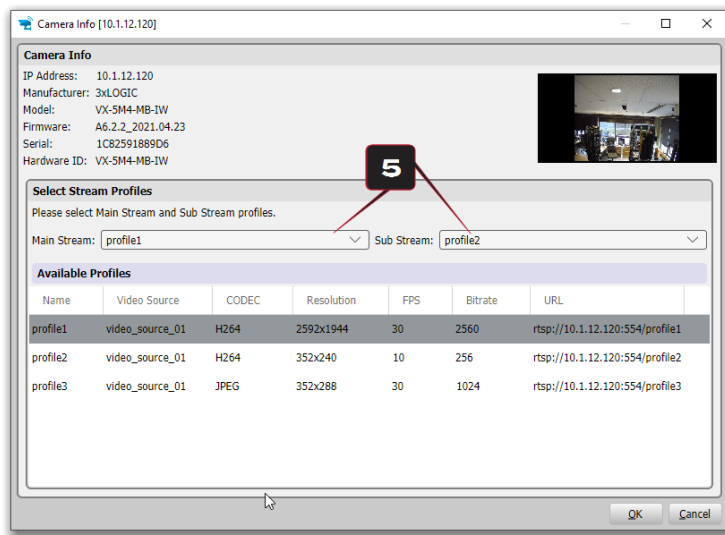 Camera Info [10.1.12.120]
Camera Info
IP Address: 10.1.12.120
Manufacturer: 3xLOGIC
Model: VX-5M4-MB-IW
Firmware: A6.2.2_2021.04.23
Serial: 1C82591889D6
Hardware ID: VX-5M4-MB-IW
5
Select Stream Profiles
Please select Main Stream and Sub Stream profiles.
Main Stream: profile1 Sub Stream: profile2
Available Profiles
Name Video Source CODEC Resolution FPS Bitrate URL
profile1 video_source_01 H264 2592x1944 30 2560 rtsp://10.1.12.120:554/profile1
profile2 video_source_01 H264 352x240 10 256 rtsp://10.1.12.120:554/profile2
profile3 video_source_01 JPEG 352x288 30 1024 rtsp://10.1.12.120:554/profile3
OK Cancel